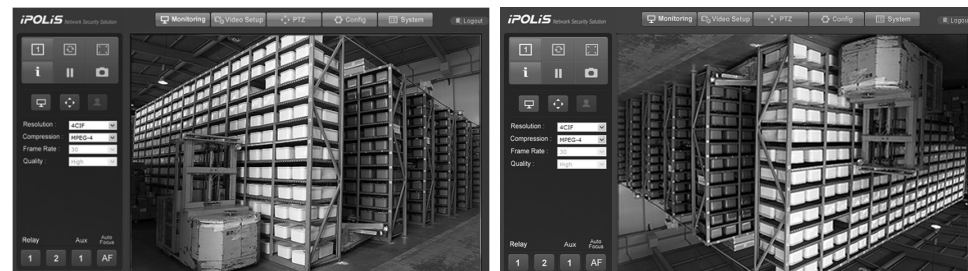 iPOLiS Network Security Solution Monitoring Video Setup PTZ Config System Logout
1
i
Resolution : 4CIF
Compression : MPEG-4
Frame Rate : 30
Quality : High
Relay Aux Auto Focus
1 2 1 AF
iPOLiS Network Security Solution Monitoring Video Setup PTZ Config System Logout
1
i
Resolution : 4CIF
Compression : MPEG-4
Frame Rate : 30
Quality : High
Relay Aux Auto Focus
1 2 1 AF